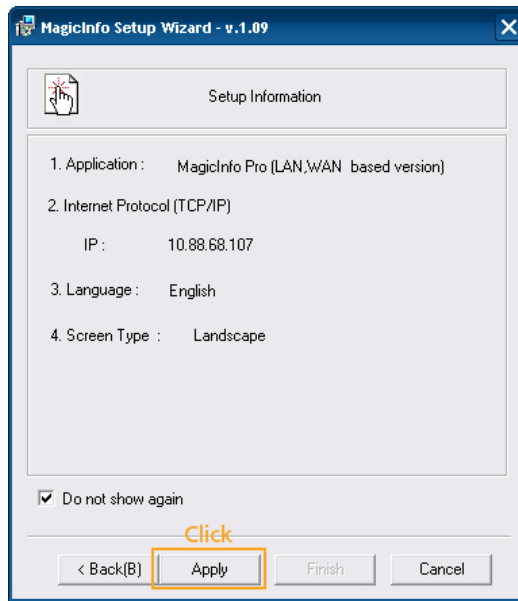 MagicInfo Setup Wizard - v.1.09
Setup Information
1. Application : MagicInfo Pro (LAN,WAN based version)
2. Internet Protocol (TCP/IP)
IP : 10.88.68.107
3. Language : English
4. Screen Type : Landscape
Do not show again
Click
< Back(B) Apply Finish Cancel